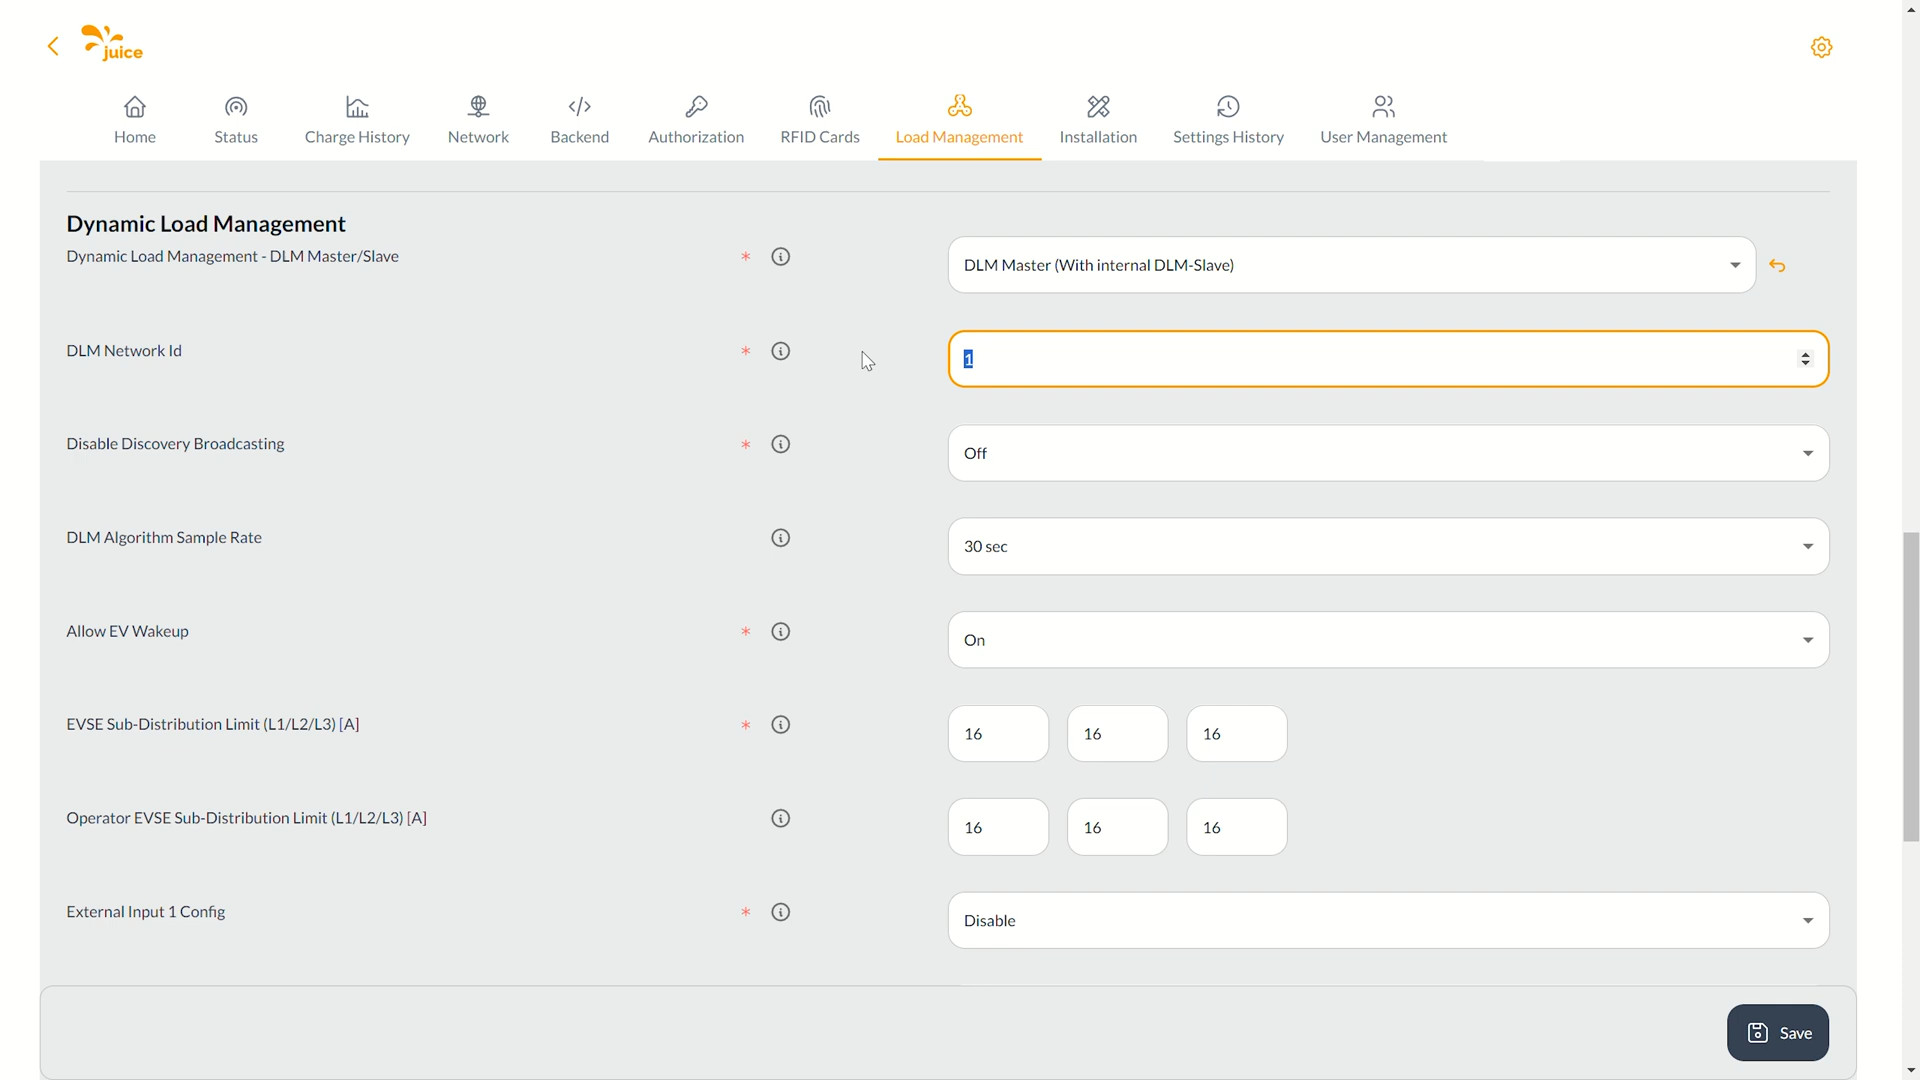 juice
Home
Status
Charge History
Network
Backend
Authorization
RFID Cards
Load Management
Installation
Settings History
User Management
Dynamic Load Management
Dynamic Load Management - DLM Master/Slave *
DLM Master (With internal DLM-Slave)
DLM Network Id *
1
Disable Discovery Broadcasting *
Off
DLM Algorithm Sample Rate
30 sec
Allow EV Wakeup *
On
EVSE Sub-Distribution Limit (L1/L2/L3) [A] *
16 16 16
Operator EVSE Sub-Distribution Limit (L1/L2/L3) [A]
16 16 16
External Input 1 Config *
Disable
Save